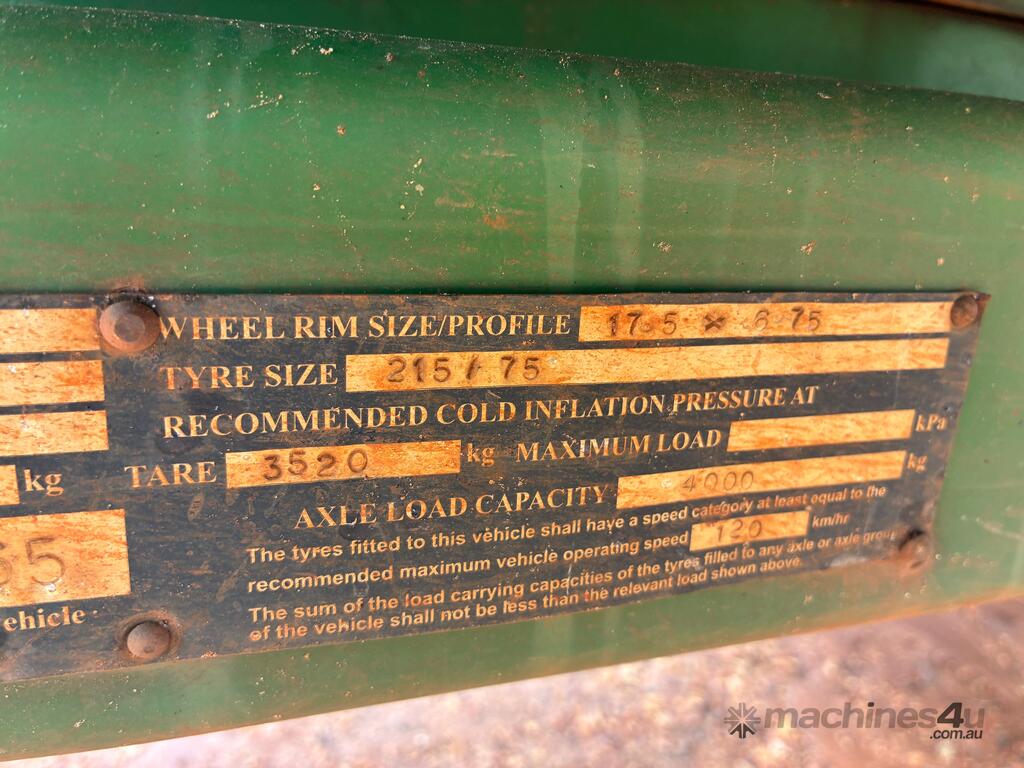 WHEEL RIM SIZE/PROFILE 17.5 × 6.75
TYRE SIZE 215 / 75
RECOMMENDED COLD INFLATION PRESSURE AT
kg TARE 3520 kg MAXIMUM LOAD kPa
AXLE LOAD CAPACITY 4000 kg
65
The tyres fitted to this vehicle shall have a speed category at least equal to the
recommended maximum vehicle operating speed 120 km/hr
ehicle
The sum of the load carrying capacities of the tyres fitted to any axle or axle group
of the vehicle shall not be less than the relevant load shown above.
machines4u
.com.au